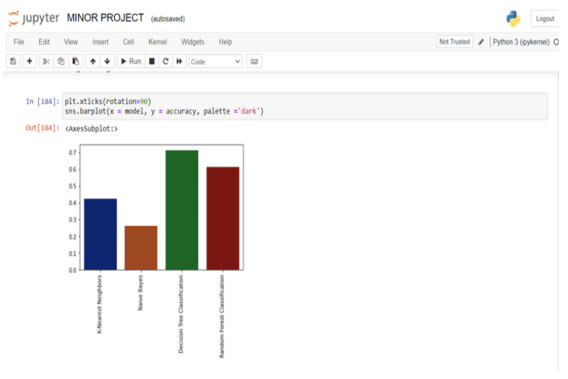 jupyter MINOR PROJECT (autosaved)
Logout
File Edit View Insert Cell Kernel Widgets Help
Not Trusted
Python 3 (ipykernel)
Run
Code
In [184]: plt.xticks(rotation=90)
sns.barplot(x = model, y = accuracy, palette ='dark')
Out[184]: <AxesSubplot:>
0.7
0.6
0.5
0.4
0.3
0.2
0.1
0.0
K-Nearest Neighbors
Naive Bayes
Decision Tree Classification
Random Forest Classification